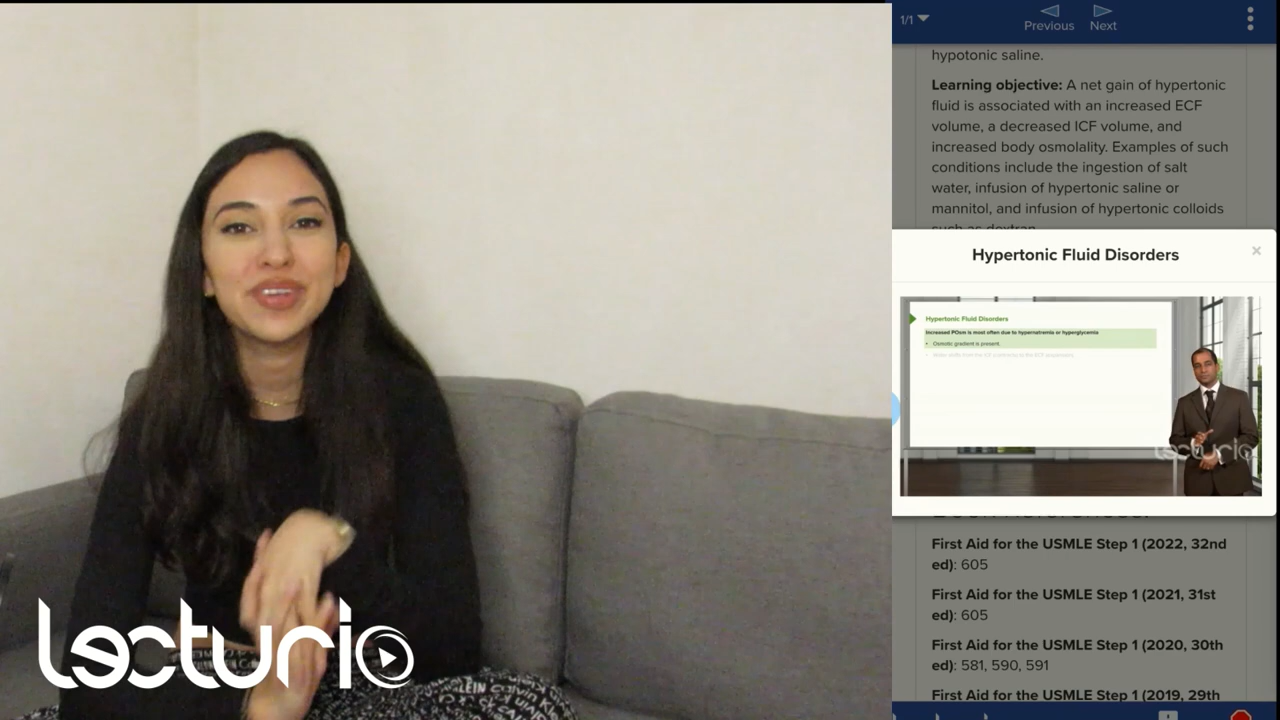 lecturio
1/1
Previous
Next
hypotonic saline.
Learning objective: A net gain of hypertonic
fluid is associated with an increased ECF
volume, a decreased ICF volume, and
increased body osmolality. Examples of such
conditions include the ingestion of salt
water, infusion of hypertonic saline or
mannitol, and infusion of hypertonic colloids
such as dextran.
Hypertonic Fluid Disorders
×
Hypertonic Fluid Disorders
Increased POsm is most often due to hypernatremia or hyperglycemia
• Osmotic gradient is present.
lecturio
First Aid for the USMLE Step 1 (2022, 32nd
ed): 605
First Aid for the USMLE Step 1 (2021, 31st
ed): 605
First Aid for the USMLE Step 1 (2020, 30th
ed): 581, 590, 591
First Aid for the USMLE Step 1 (2019, 29th